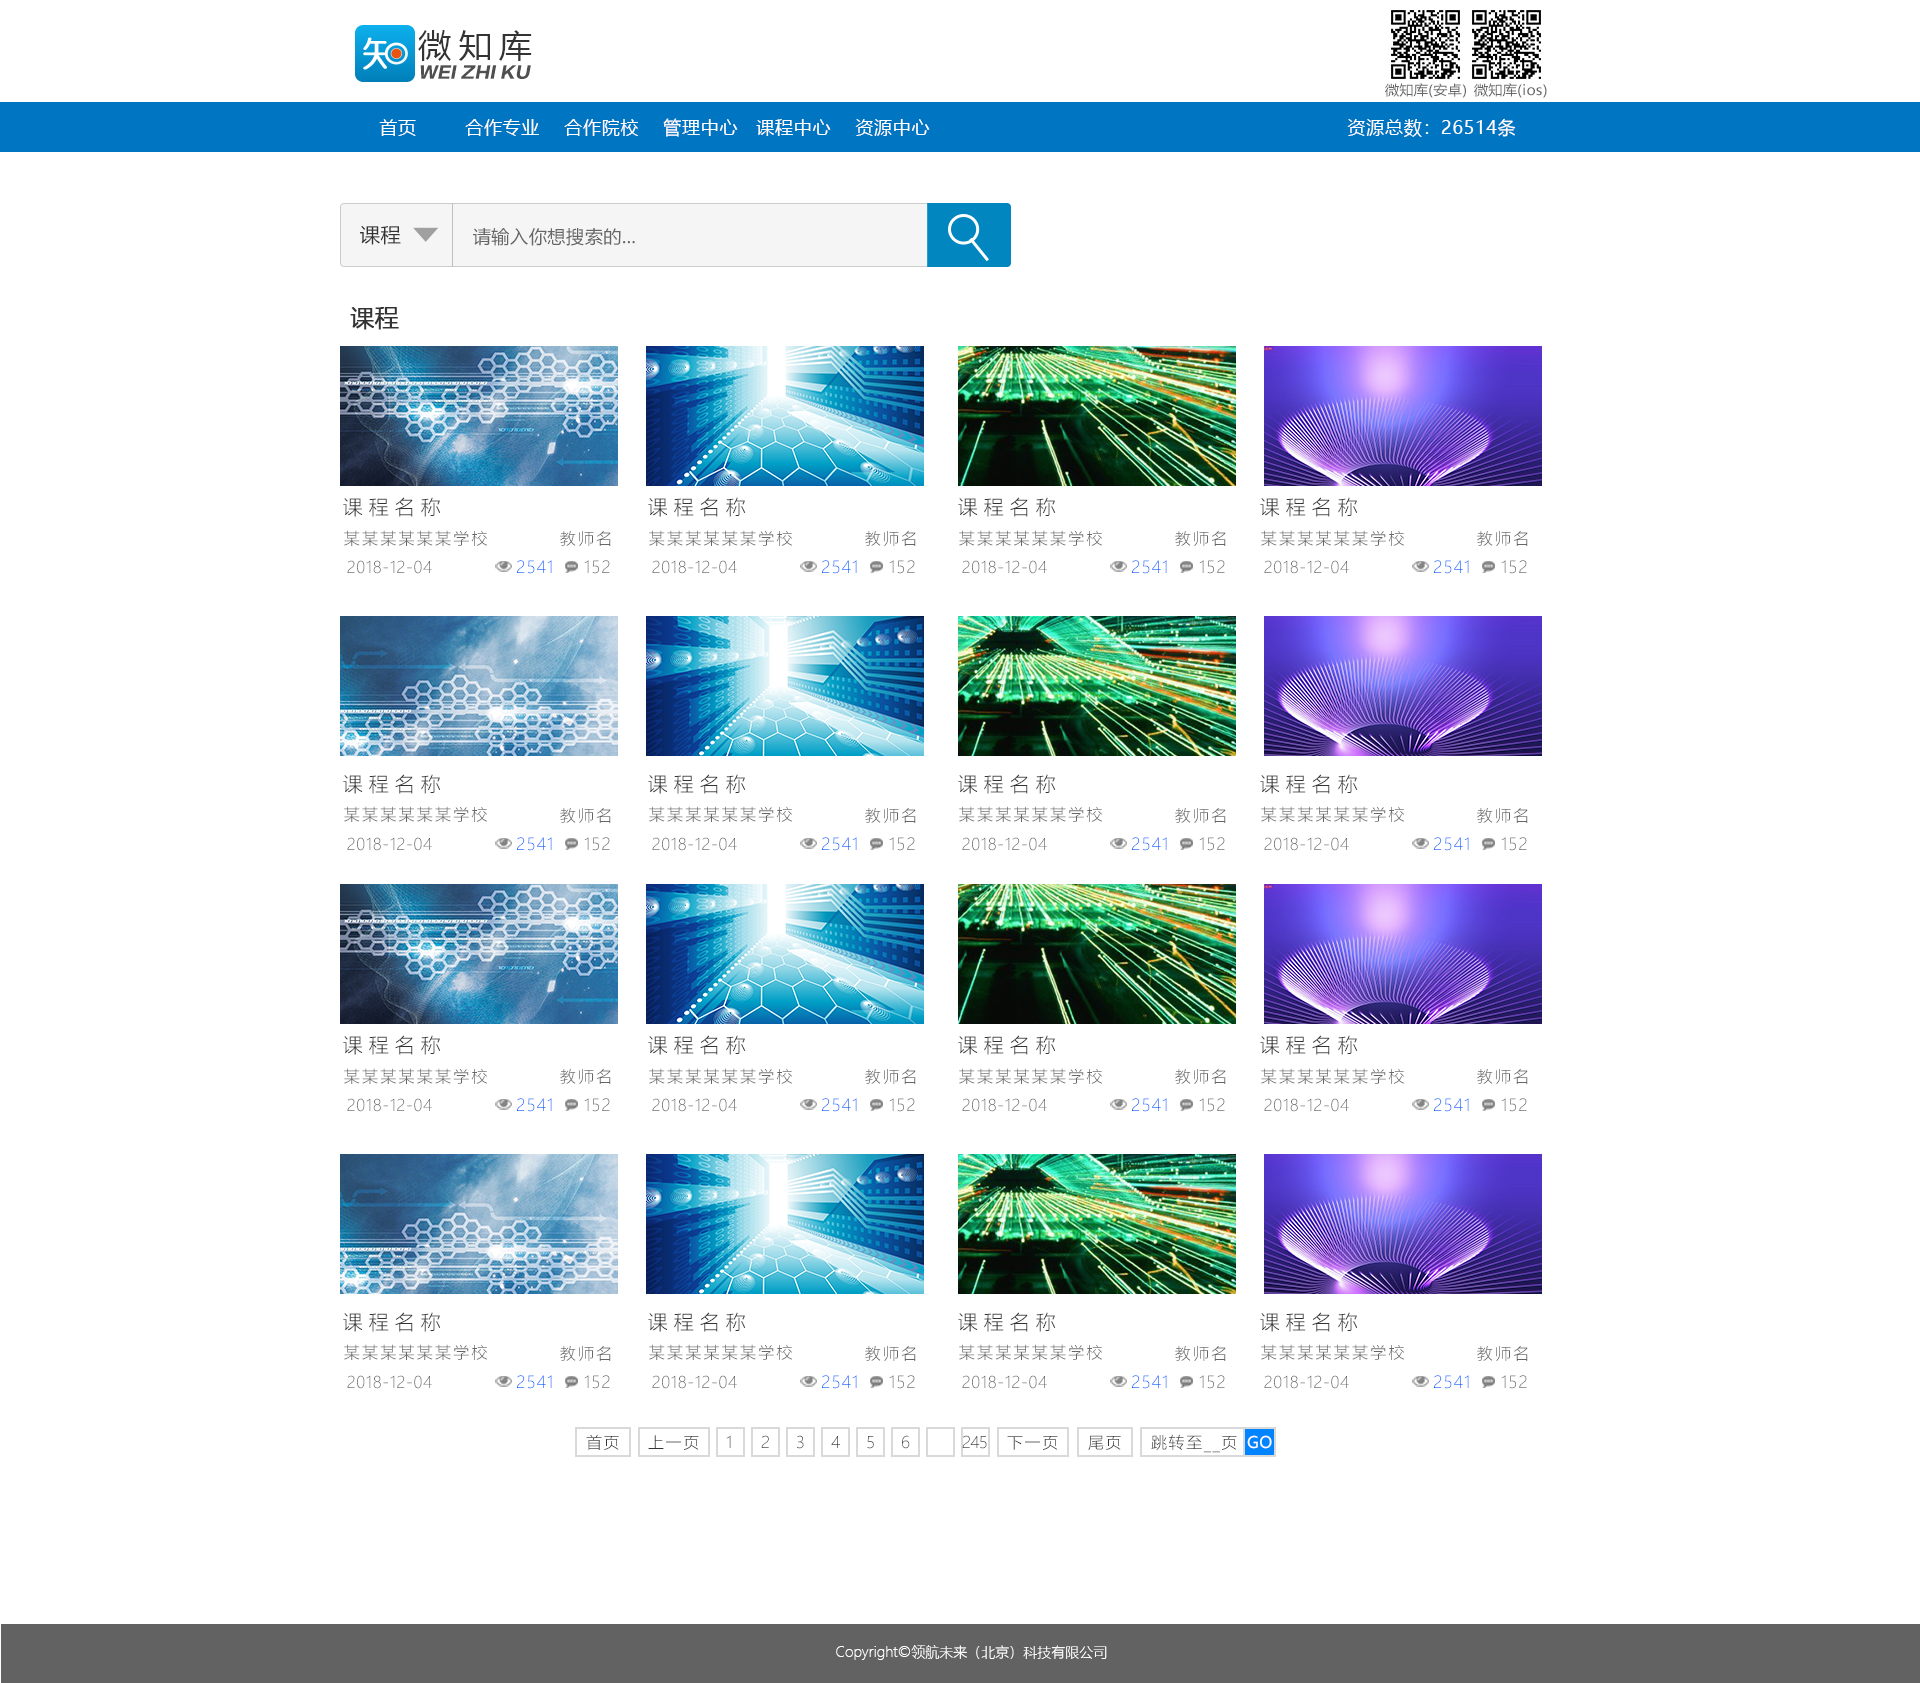 知 微知库
WEI ZHI KU
微知库(安卓) 微知库(ios)
首页 合作专业 合作院校 管理中心 课程中心 资源中心 资源总数：26514条
课程 请输入你想搜索的...
课程
课程名称 课程名称 课程名称 课程名称
某某某某某某学校 教师名 某某某某某某学校 教师名 某某某某某某学校 教师名 某某某某某某学校 教师名
2018-12-04 2541 152 2018-12-04 2541 152 2018-12-04 2541 152 2018-12-04 2541 152
课程名称 课程名称 课程名称 课程名称
某某某某某某学校 教师名 某某某某某某学校 教师名 某某某某某某学校 教师名 某某某某某某学校 教师名
2018-12-04 2541 152 2018-12-04 2541 152 2018-12-04 2541 152 2018-12-04 2541 152
课程名称 课程名称 课程名称 课程名称
某某某某某某学校 教师名 某某某某某某学校 教师名 某某某某某某学校 教师名 某某某某某某学校 教师名
2018-12-04 2541 152 2018-12-04 2541 152 2018-12-04 2541 152 2018-12-04 2541 152
课程名称 课程名称 课程名称 课程名称
某某某某某某学校 教师名 某某某某某某学校 教师名 某某某某某某学校 教师名 某某某某某某学校 教师名
2018-12-04 2541 152 2018-12-04 2541 152 2018-12-04 2541 152 2018-12-04 2541 152
首页 上一页 1 2 3 4 5 6 245 下一页 尾页 跳转至__页 GO
Copyright©领航未来（北京）科技有限公司